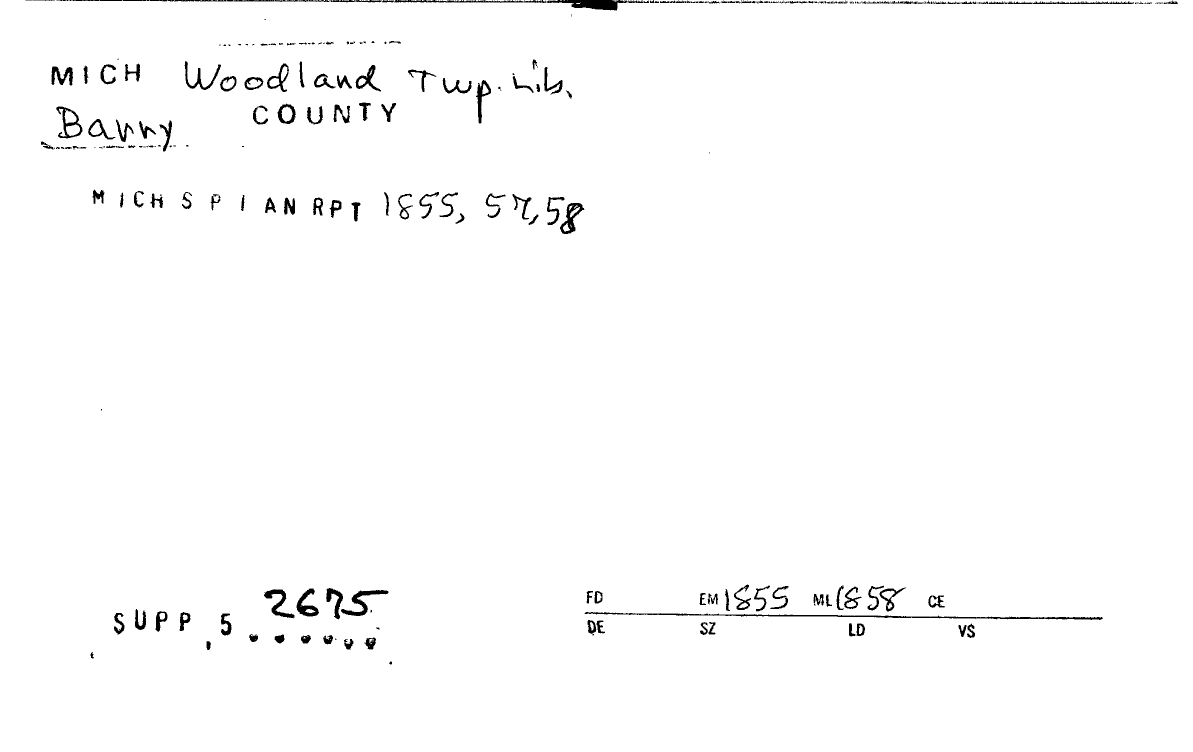 MICH Woodland Twp. Lib.
Barry COUNTY
MICH S P I AN RPT 1855, 57, 58
SUPP. 5 2675
FD EM 1855 ML 1858 CE
DE SZ LD VS